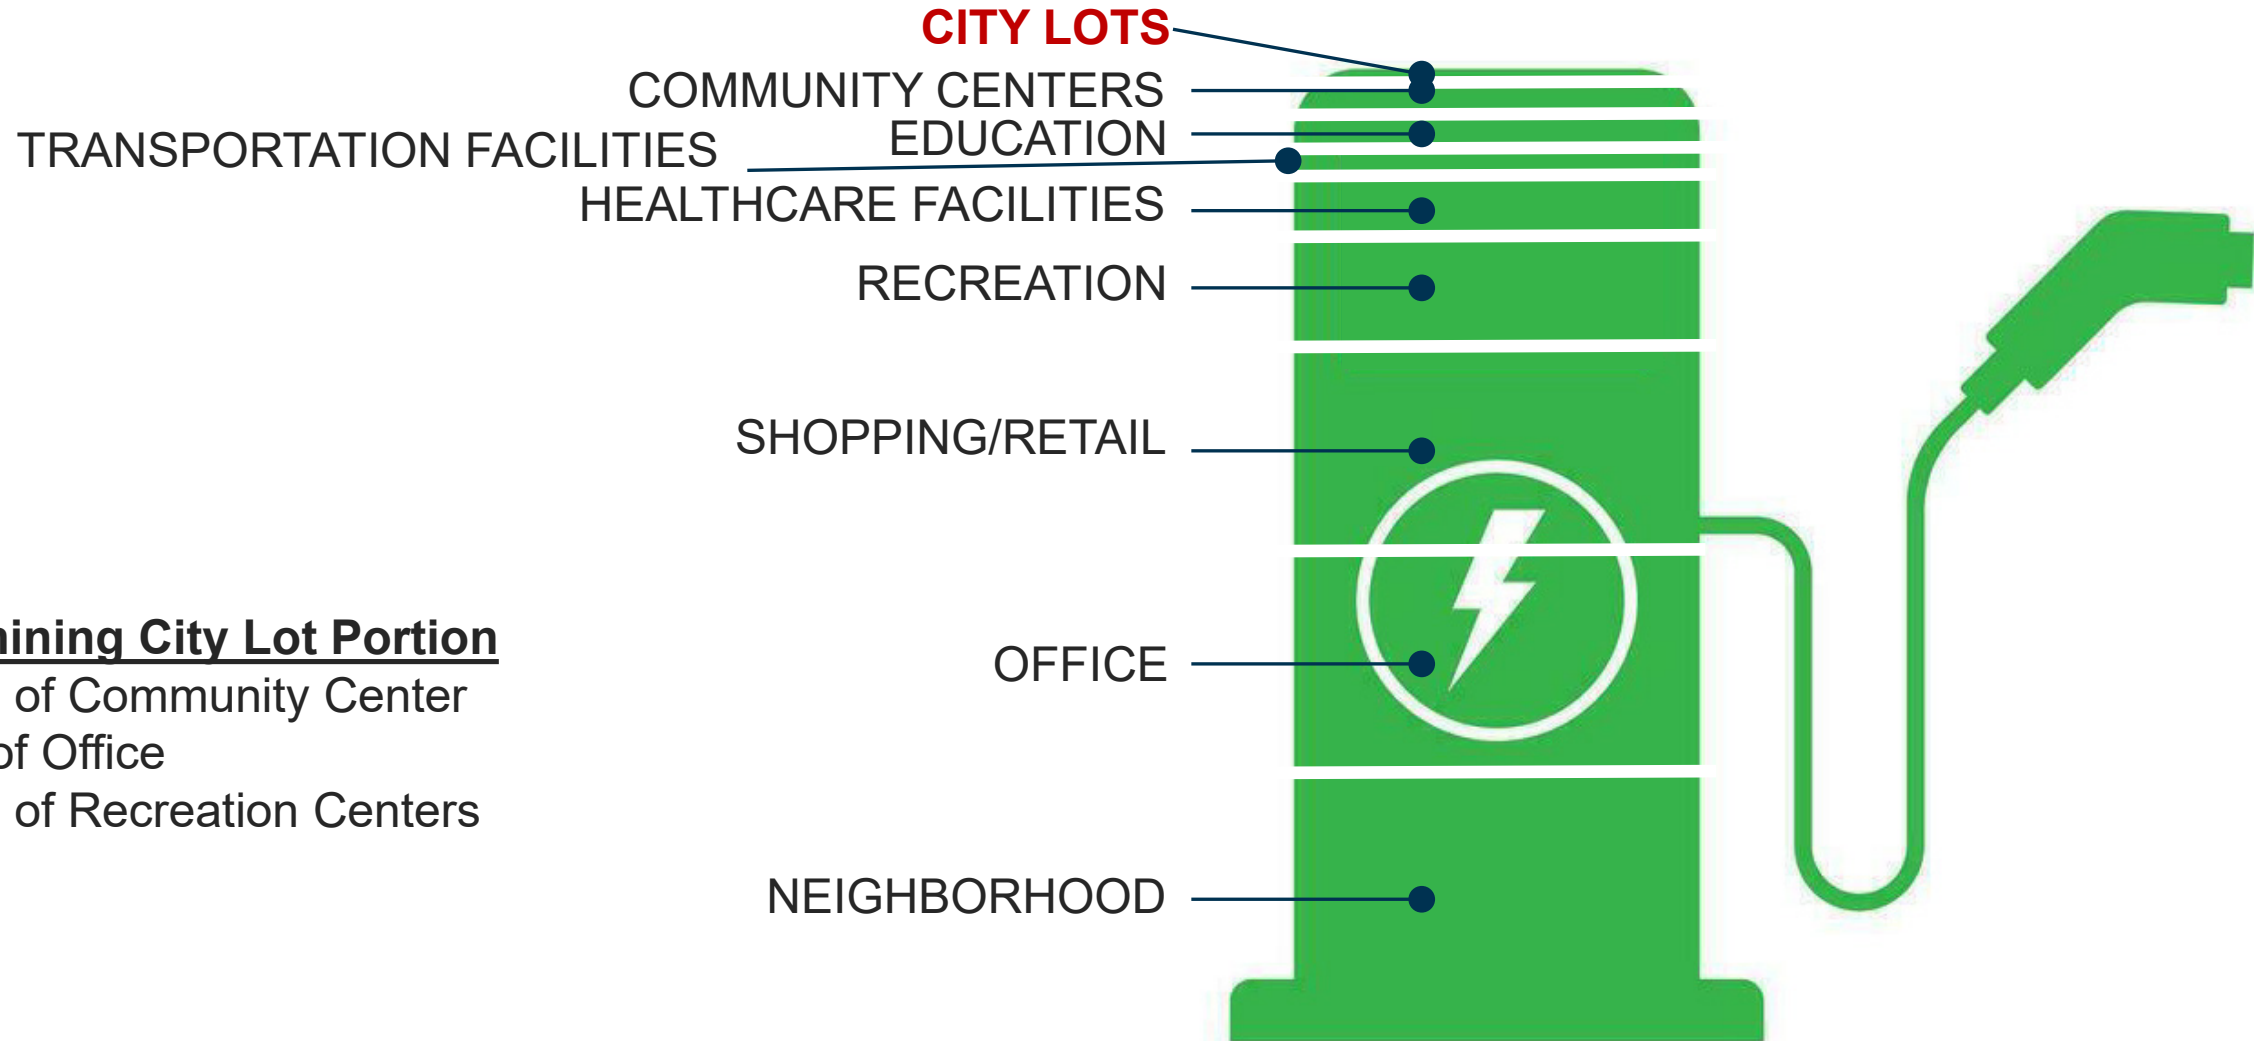 CITY LOTS
COMMUNITY CENTERS
EDUCATION
TRANSPORTATION FACILITIES
HEALTHCARE FACILITIES
RECREATION
SHOPPING/RETAIL
OFFICE
NEIGHBORHOOD
ining City Lot Portion
of Community Center
of Office
of Recreation Centers